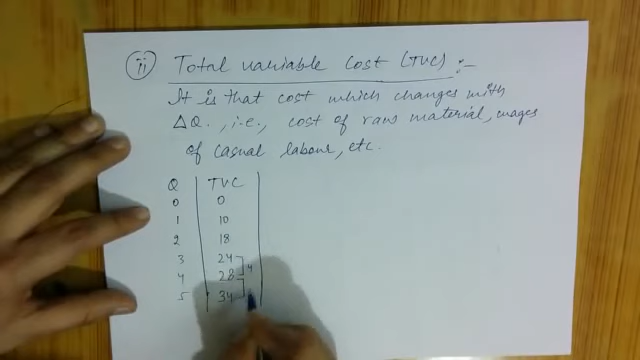 (ii) Total variable cost (TVC) :-
It is that cost which changes with
ΔQ., i.e., cost of raw material, wages
of casual labour, etc.
Q TVC
0 0
1 10
2 18
3 24
4 28 4
5 34